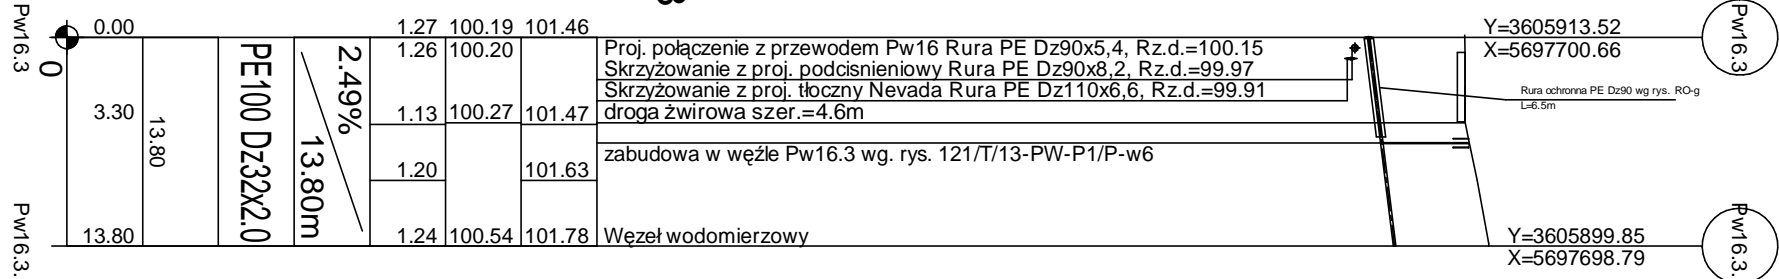 Pw16.3
0
0.00
1.27 100.19 101.46
1.26 100.20
Proj. połączenie z przewodem Pw16 Rura PE Dz90x5,4, Rz.d.=100.15
Skrzyżowanie z proj. podcisnieniowy Rura PE Dz90x8,2, Rz.d.=99.97
Skrzyżowanie z proj. tłoczny Nevada Rura PE Dz110x6,6, Rz.d.=99.91
3.30
1.13 100.27 101.47 droga żwirowa szer.=4.6m
13.80
PE100 Dz32x2.0
2.49%
13.80m
zabudowa w węźle Pw16.3 wg. rys. 121/T/13-PW-P1/P-w6
1.20 101.63
Pw16.3.
13.80
1.24 100.54 101.78 Węzeł wodomierzowy
Y=3605913.52
X=5697700.66
Pw16.3
Rura ochronna PE Dz90 wg rys. RO-g
L=6.5m
Y=3605899.85
X=5697698.79
Pw16.3.